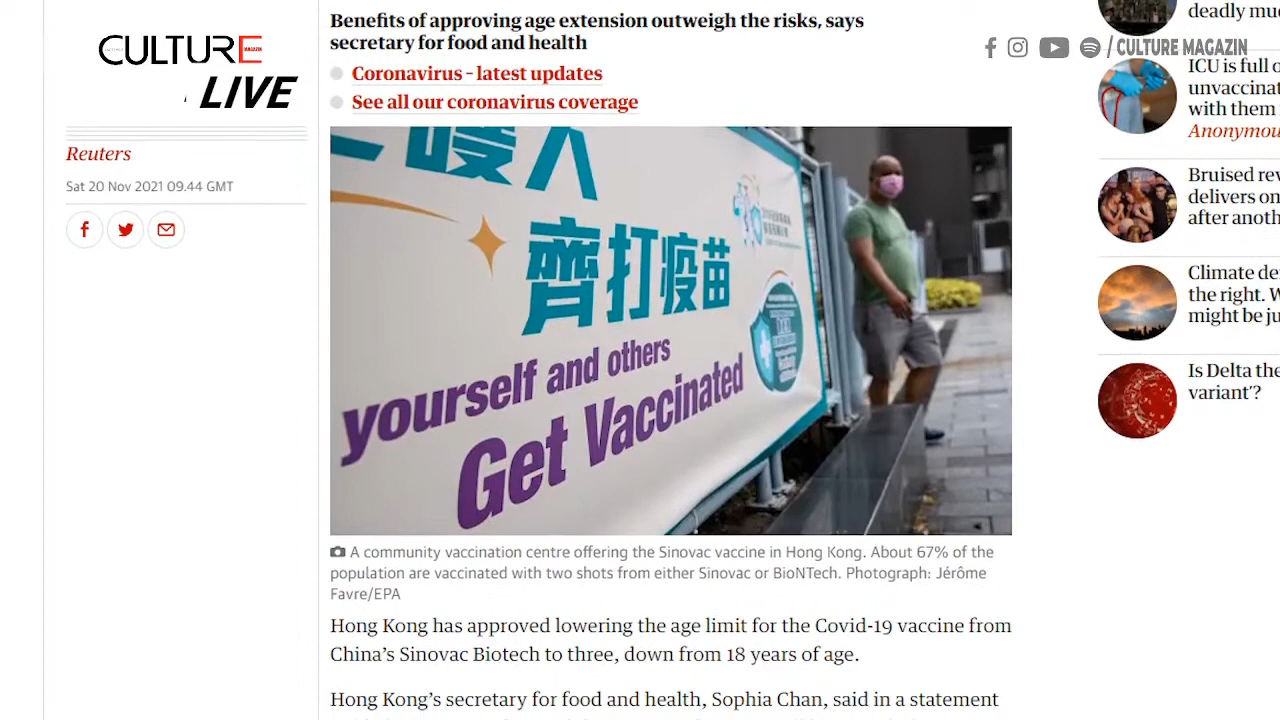 CULTURE
MAGAZIN
LIVE
Benefits of approving age extension outweigh the risks, says
secretary for food and health
Coronavirus - latest updates
See all our coronavirus coverage
/ CULTURE MAGAZIN
Reuters
Sat 20 Nov 2021 09.44 GMT
齊打疫苗
yourself and others
Get Vaccinated
A community vaccination centre offering the Sinovac vaccine in Hong Kong. About 67% of the
population are vaccinated with two shots from either Sinovac or BioNTech. Photograph: Jérôme
Favre/EPA
Hong Kong has approved lowering the age limit for the Covid-19 vaccine from
China's Sinovac Biotech to three, down from 18 years of age.
Hong Kong's secretary for food and health, Sophia Chan, said in a statement
deadly mu
ICU is full o
unvaccinat
with them
Anonymou
Bruised rev
delivers on
after anoth
Climate de
the right. W
might be ju
Is Delta the
variant'?